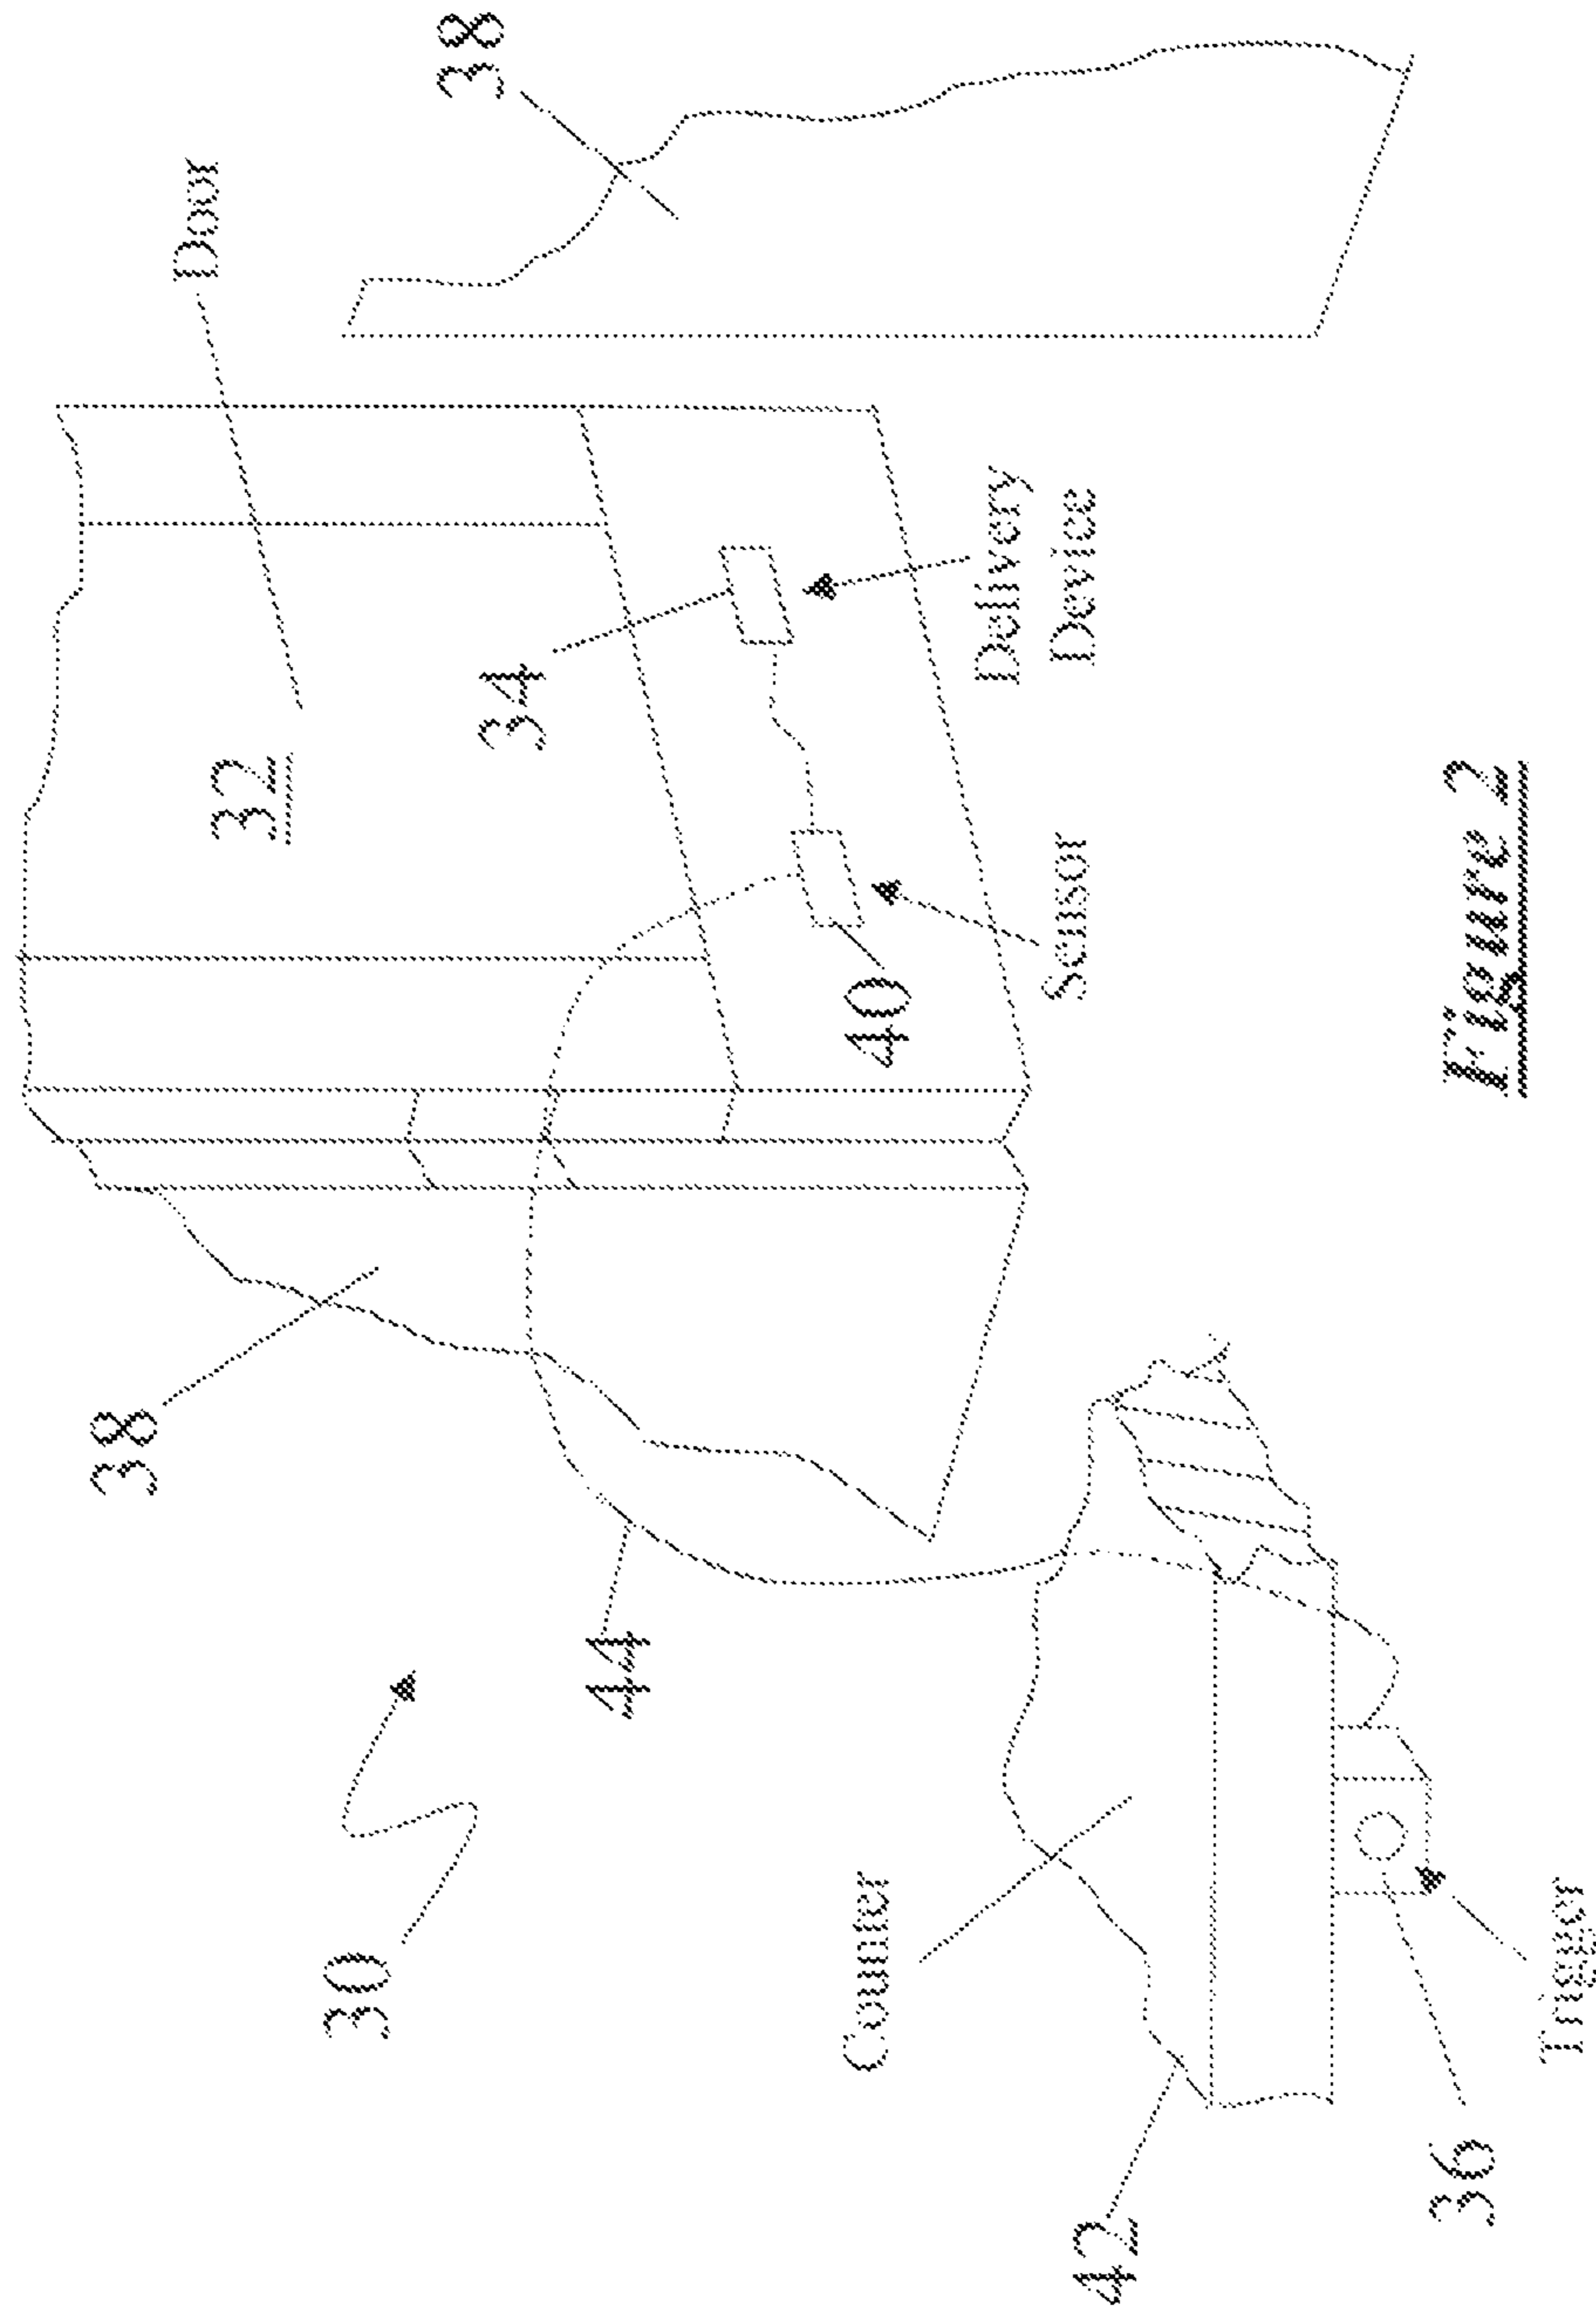 38
Door
32
34
Delivery
Device
40
Sensor
38
44
30
Counter
42
36
Trigger
Figure 2